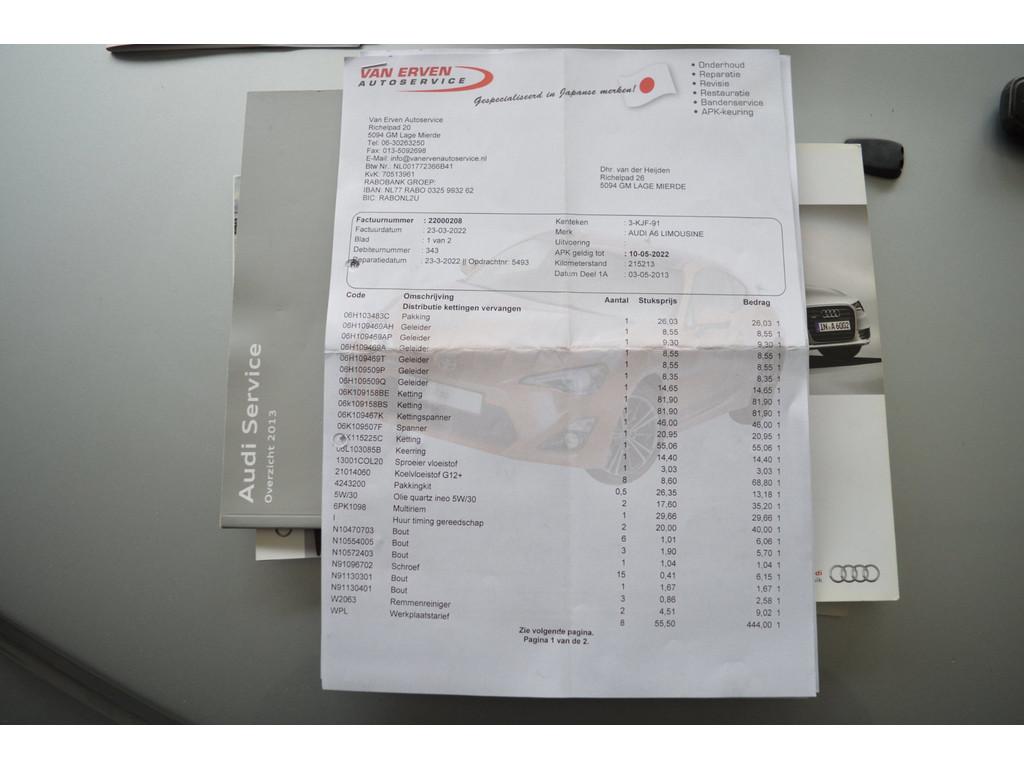 VAN ERVEN
AUTOSERVICE
Gespecialiseerd in Japanse merken!
• Onderhoud
• Reparatie
• Revisie
• Restauratie
• Bandenservice
• APK-keuring
Van Erven Autoservice
Richelpad 20
5094 GM Lage Mierde
Tel: 06-30263250
Fax: 013-5092698
E-Mail: info@vanervenautoservice.nl
Btw Nr.: NL001772366B41
KvK: 70513961
RABOBANK GROEP:
IBAN: NL77 RABO 0325 9932 62
BIC: RABONL2U
Dhr. van der Heijden
Richelpad 26
5094 GM LAGE MIERDE
Factuurnummer : 22000208
Factuurdatum : 23-03-2022
Blad : 1 van 2
Debiteurnummer : 343
Reparatiedatum : 23-3-2022 || Opdrachtnr: 5493
Kenteken : 3-KJF-91
Merk : AUDI A6 LIMOUSINE
Uitvoering :
APK geldig tot : 10-05-2022
Kilometerstand : 215213
Datum Deel 1A : 03-05-2013
Code Omschrijving Aantal Stuksprijs Bedrag
Distributie kettingen vervangen
06H103483C Pakking 1 26,03 26,03 1
06H109469AH Geleider 1 8,55 8,55 1
06H109469AP Geleider 1 9,30 9,30 1
06H109469A Geleider 1 8,55 8,55 1
06H109469T Geleider 1 8,55 8,55 1
06H109509P Geleider 1 8,35 8,35 1
06H109509Q Geleider 1 14,65 14,65 1
06K109158BE Ketting 1 81,90 81,90 1
06k109158BS Ketting 1 81,90 81,90 1
06K109467K Kettingspanner 1 46,00 46,00 1
06K109507F Spanner 1 20,95 20,95 1
06K115225C Ketting 1 55,06 55,06 1
06L103085B Keerring 1 14,40 14,40 1
13001COL20 Sproeier vloeistof 1 3,03 3,03 1
21014060 Koelvloeistof G12+ 8 8,60 68,80 1
4243200 Pakkingkit 0,5 26,35 13,18 1
5W/30 Olie quartz ineo 5W/30 2 17,60 35,20 1
6PK1098 Multiriem 1 29,66 29,66 1
I Huur timing gereedschap 2 20,00 40,00 1
N10470703 Bout 6 1,01 6,06 1
N10554005 Bout 3 1,90 5,70 1
N10572403 Bout 1 1,04 1,04 1
N91096702 Schroef 15 0,41 6,15 1
N91130301 Bout 1 1,67 1,67 1
N91130401 Bout 3 0,86 2,58 1
W2063 Remmenreiniger 2 4,51 9,02 1
WPL Werkplaatstarief 8 55,50 444,00 1
Zie volgende pagina.
Pagina 1 van de 2.
Audi Service
Overzicht 2013
IN·A 6002